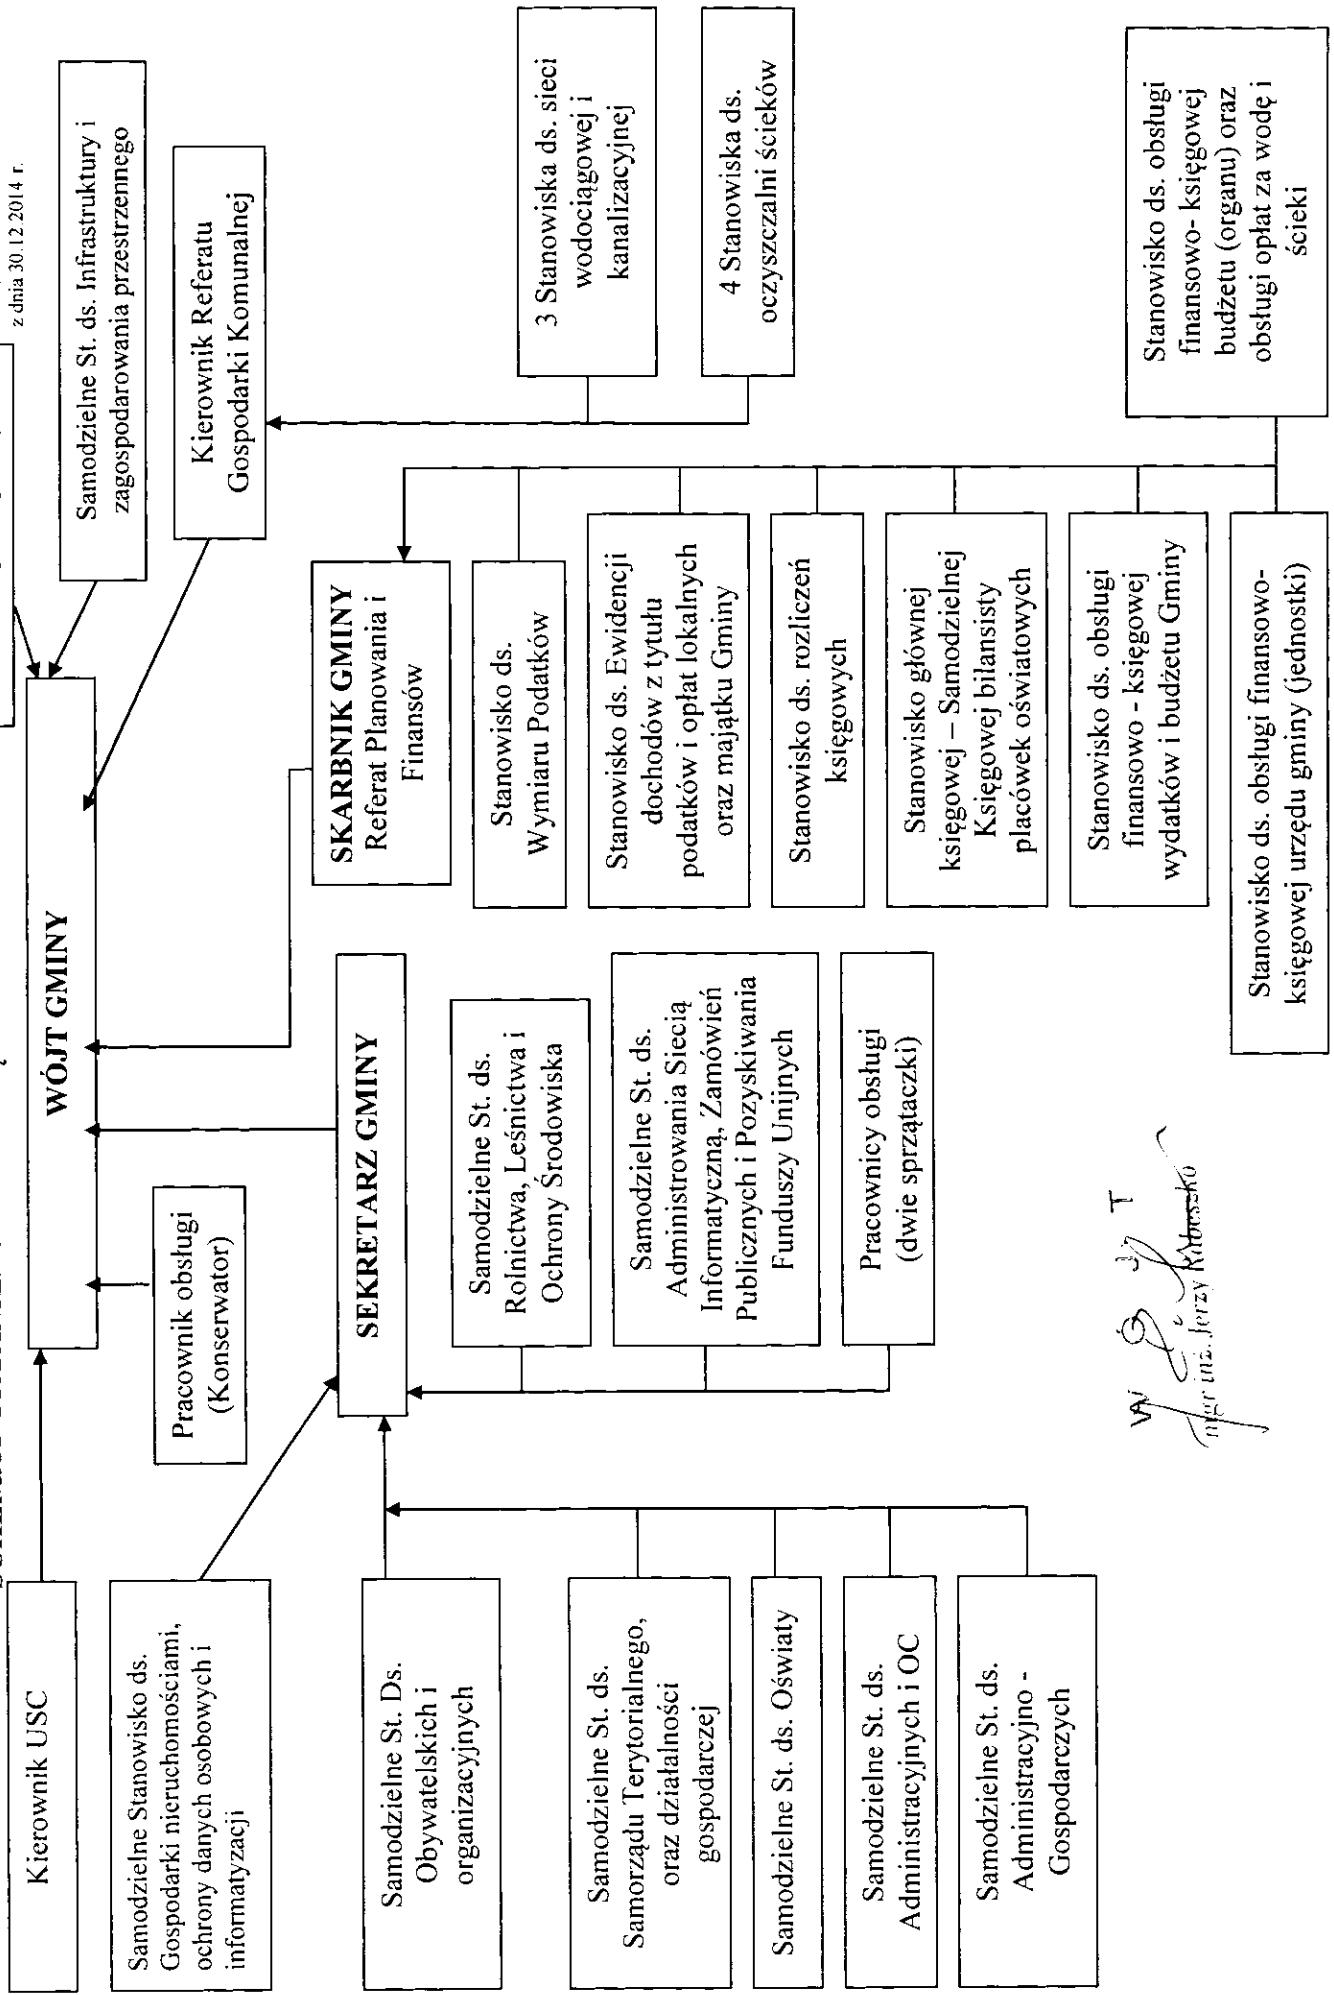 z dnia 30.12.2014 r.
Kierownik USC
WÓJT GMINY
Samodzielne St. ds. Infrastruktury i
zagospodarowania przestrzennego
Samodzielne Stanowisko ds.
Gospodarki nieruchomościami,
ochrony danych osobowych i
informatyzacji
Pracownik obsługi
(Konserwator)
Kierownik Referatu
Gospodarki Komunalnej
SEKRETARZ GMINY
SKARBNIK GMINY
Referat Planowania i
Finansów
Samodzielne St. Ds.
Obywatelskich i
organizacyjnych
Samodzielne St. ds.
Rolnictwa, Leśnictwa i
Ochrony Środowiska
Stanowisko ds.
Wymiaru Podatków
3 Stanowiska ds. sieci
wodociągowej i
kanalizacyjnej
Samodzielne St. ds.
Samorządu Terytorialnego,
oraz działalności
gospodarczej
Samodzielne St. ds.
Administrowania Siecią
Informatyczną, Zamówień
Publicznych i Pozyskiwania
Funduszy Unijnych
Stanowisko ds. Ewidencji
dochodów z tytułu
podatków i opłat lokalnych
oraz majątku Gminy
4 Stanowiska ds.
oczyszczalni ścieków
Samodzielne St. ds. Oświaty
Stanowisko ds. rozliczeń
księgowych
Samodzielne St. ds.
Administracyjnych i OC
Pracownicy obsługi
(dwie sprzątaczki)
Stanowisko głównej
księgowej – Samodzielnej
Księgowej bilansisty
placówek oświatowych
Samodzielne St. ds.
Administracyjno -
Gospodarczych
Stanowisko ds. obsługi
finansowo - księgowej
wydatków i budżetu Gminy
Stanowisko ds. obsługi
finansowo- księgowej
budżetu (organu) oraz
obsługi opłat za wodę i
ścieki
Stanowisko ds. obsługi finansowo-
księgowej urzędu gminy (jednostki)
W Ó J T
mgr inż. Jerzy